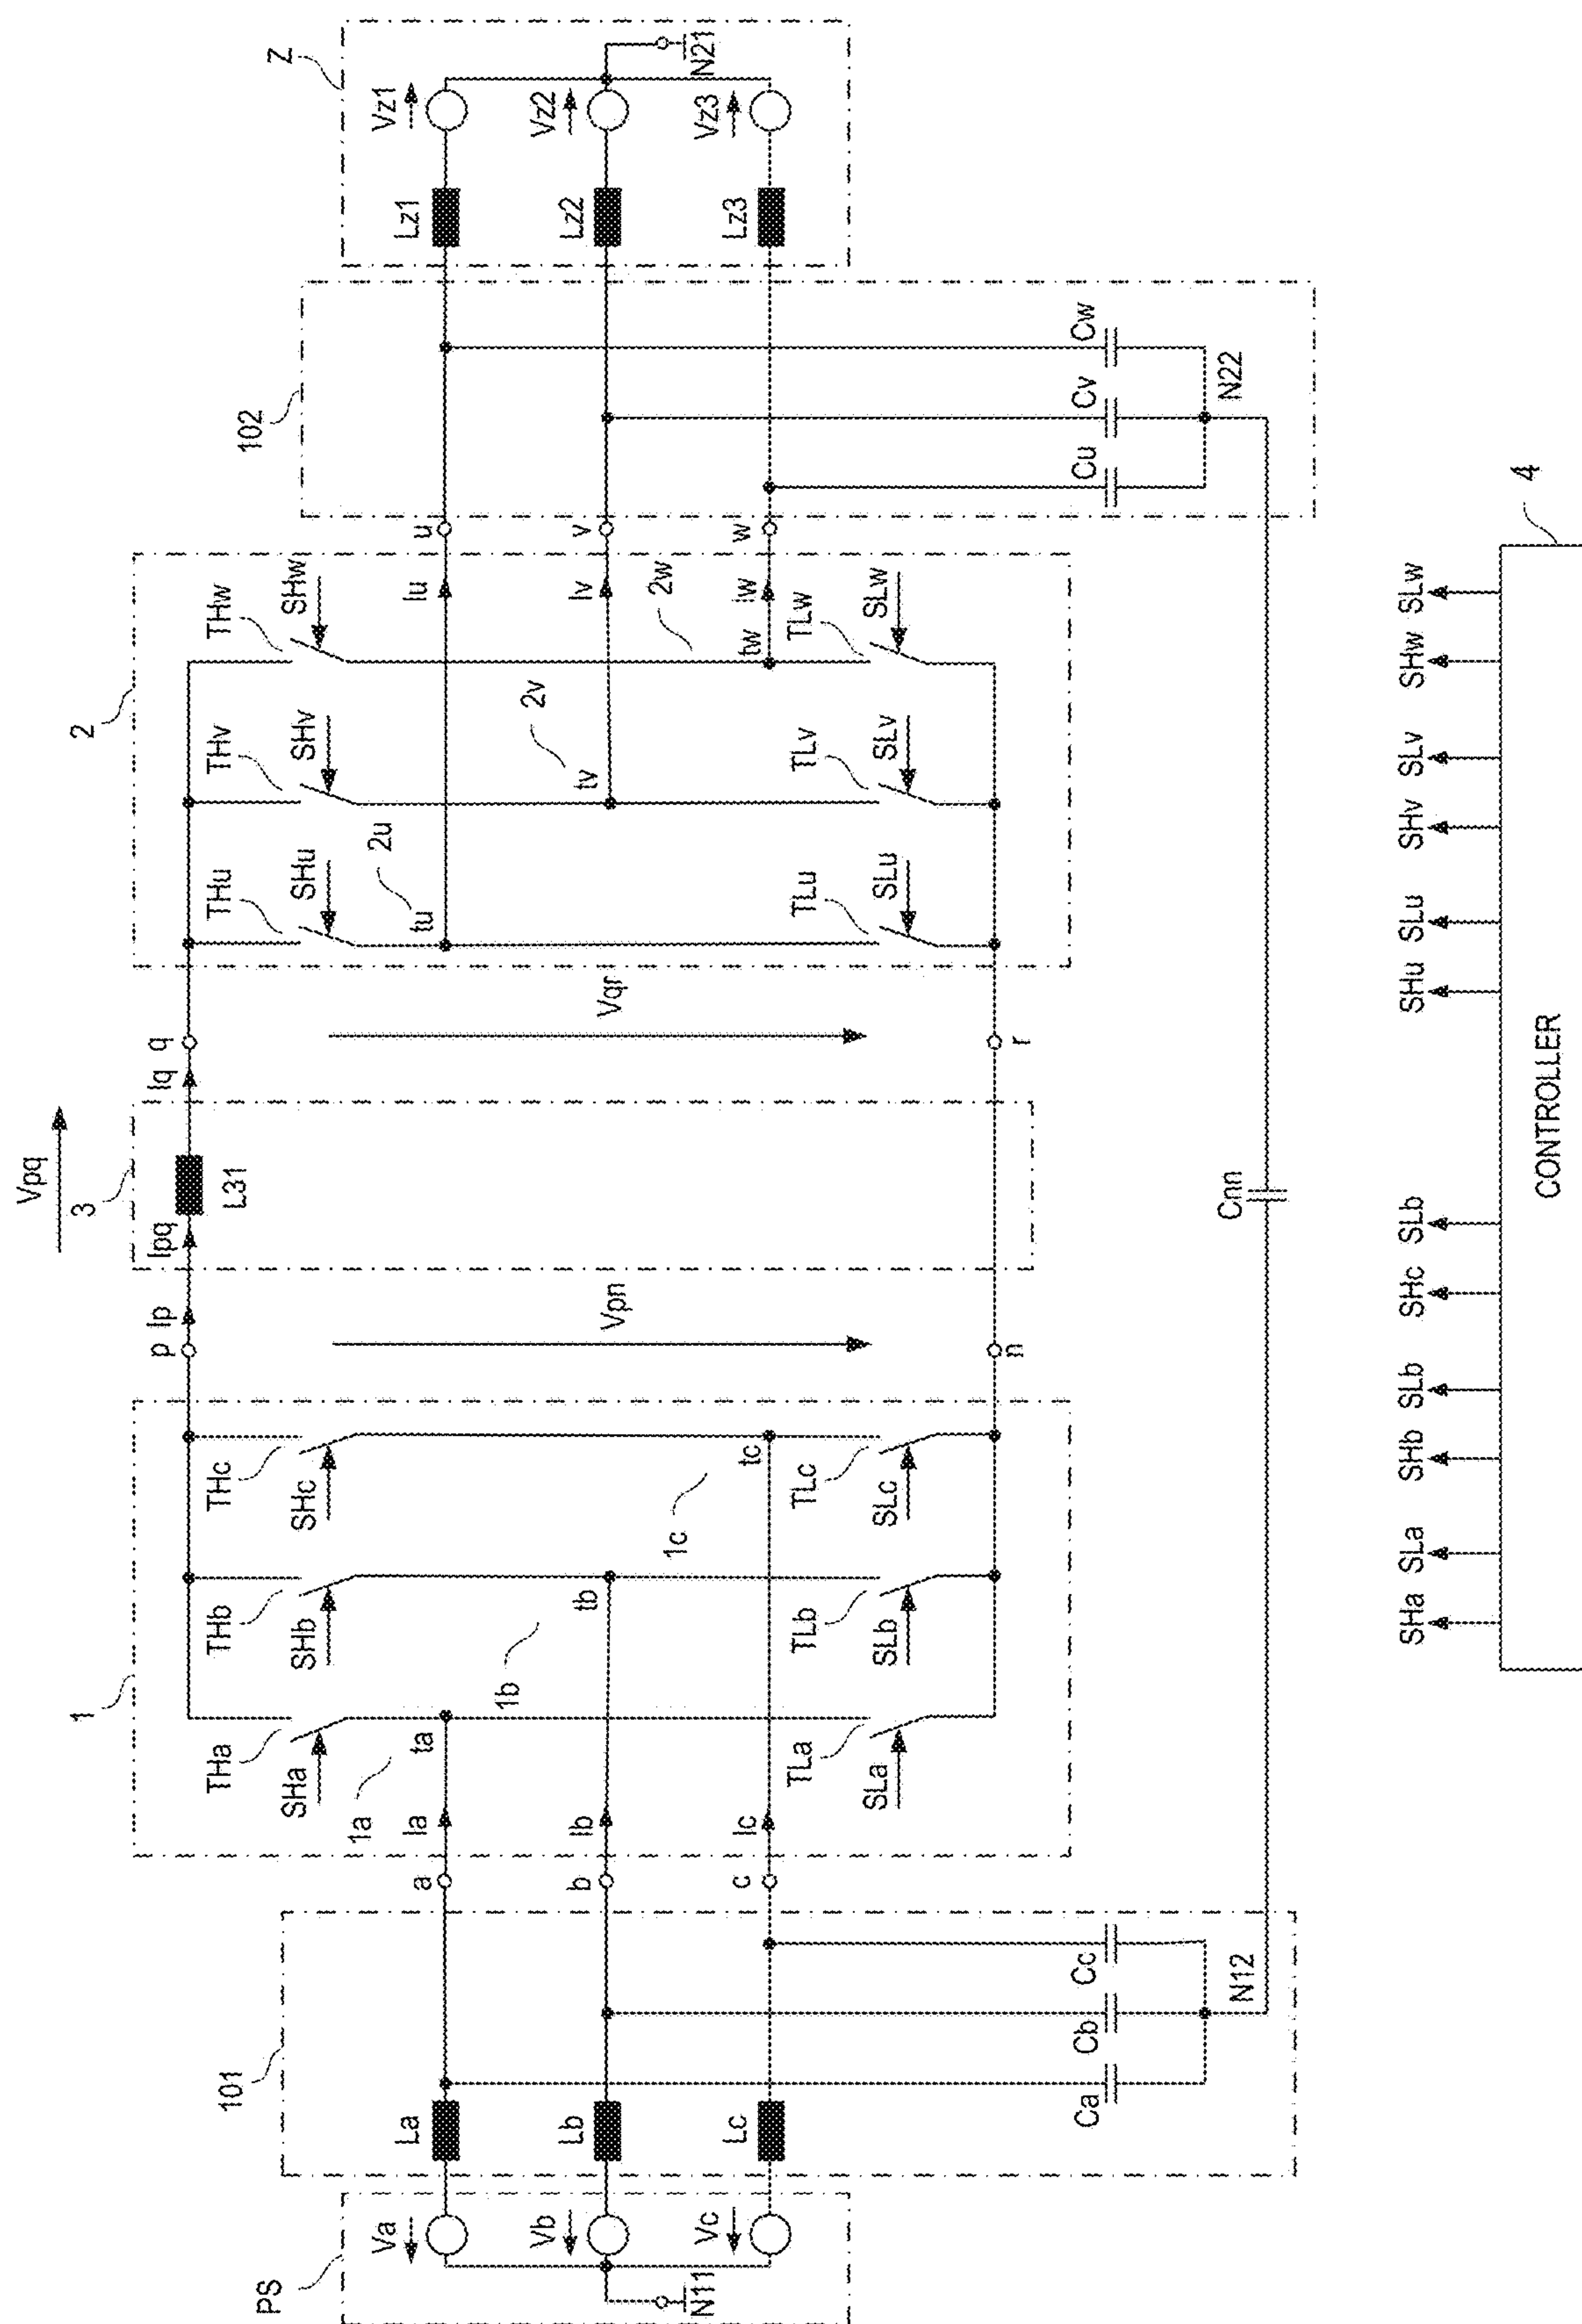 Vpq
3
1
2
p
Ip
Ipq
L31
Iq
q
THa
SHa
THb
SHb
THc
SHc
THu
SHu
THv
SHv
THw
SHw
PS
101
102
Z
Va
Vb
Vc
N11
La
Lb
Lc
a
b
c
Ia
Ib
Ic
1a
ta
1b
tb
1c
tc
Vpn
Vqr
tu
2u
tv
2v
tw
2w
Iu
Iv
Iw
u
v
w
Lz1
Lz2
Lz3
Vz1
Vz2
Vz3
N21
TLa
SLa
TLb
SLb
TLc
SLc
n
r
TLu
SLu
TLv
SLv
TLw
SLw
Ca
Cb
Cc
N12
Cnn
Cu
Cv
Cw
N22
SHa
SLa
SHb
SLb
SHc
SLb
SHu
SLu
SHv
SLv
SHw
SLw
CONTROLLER
4